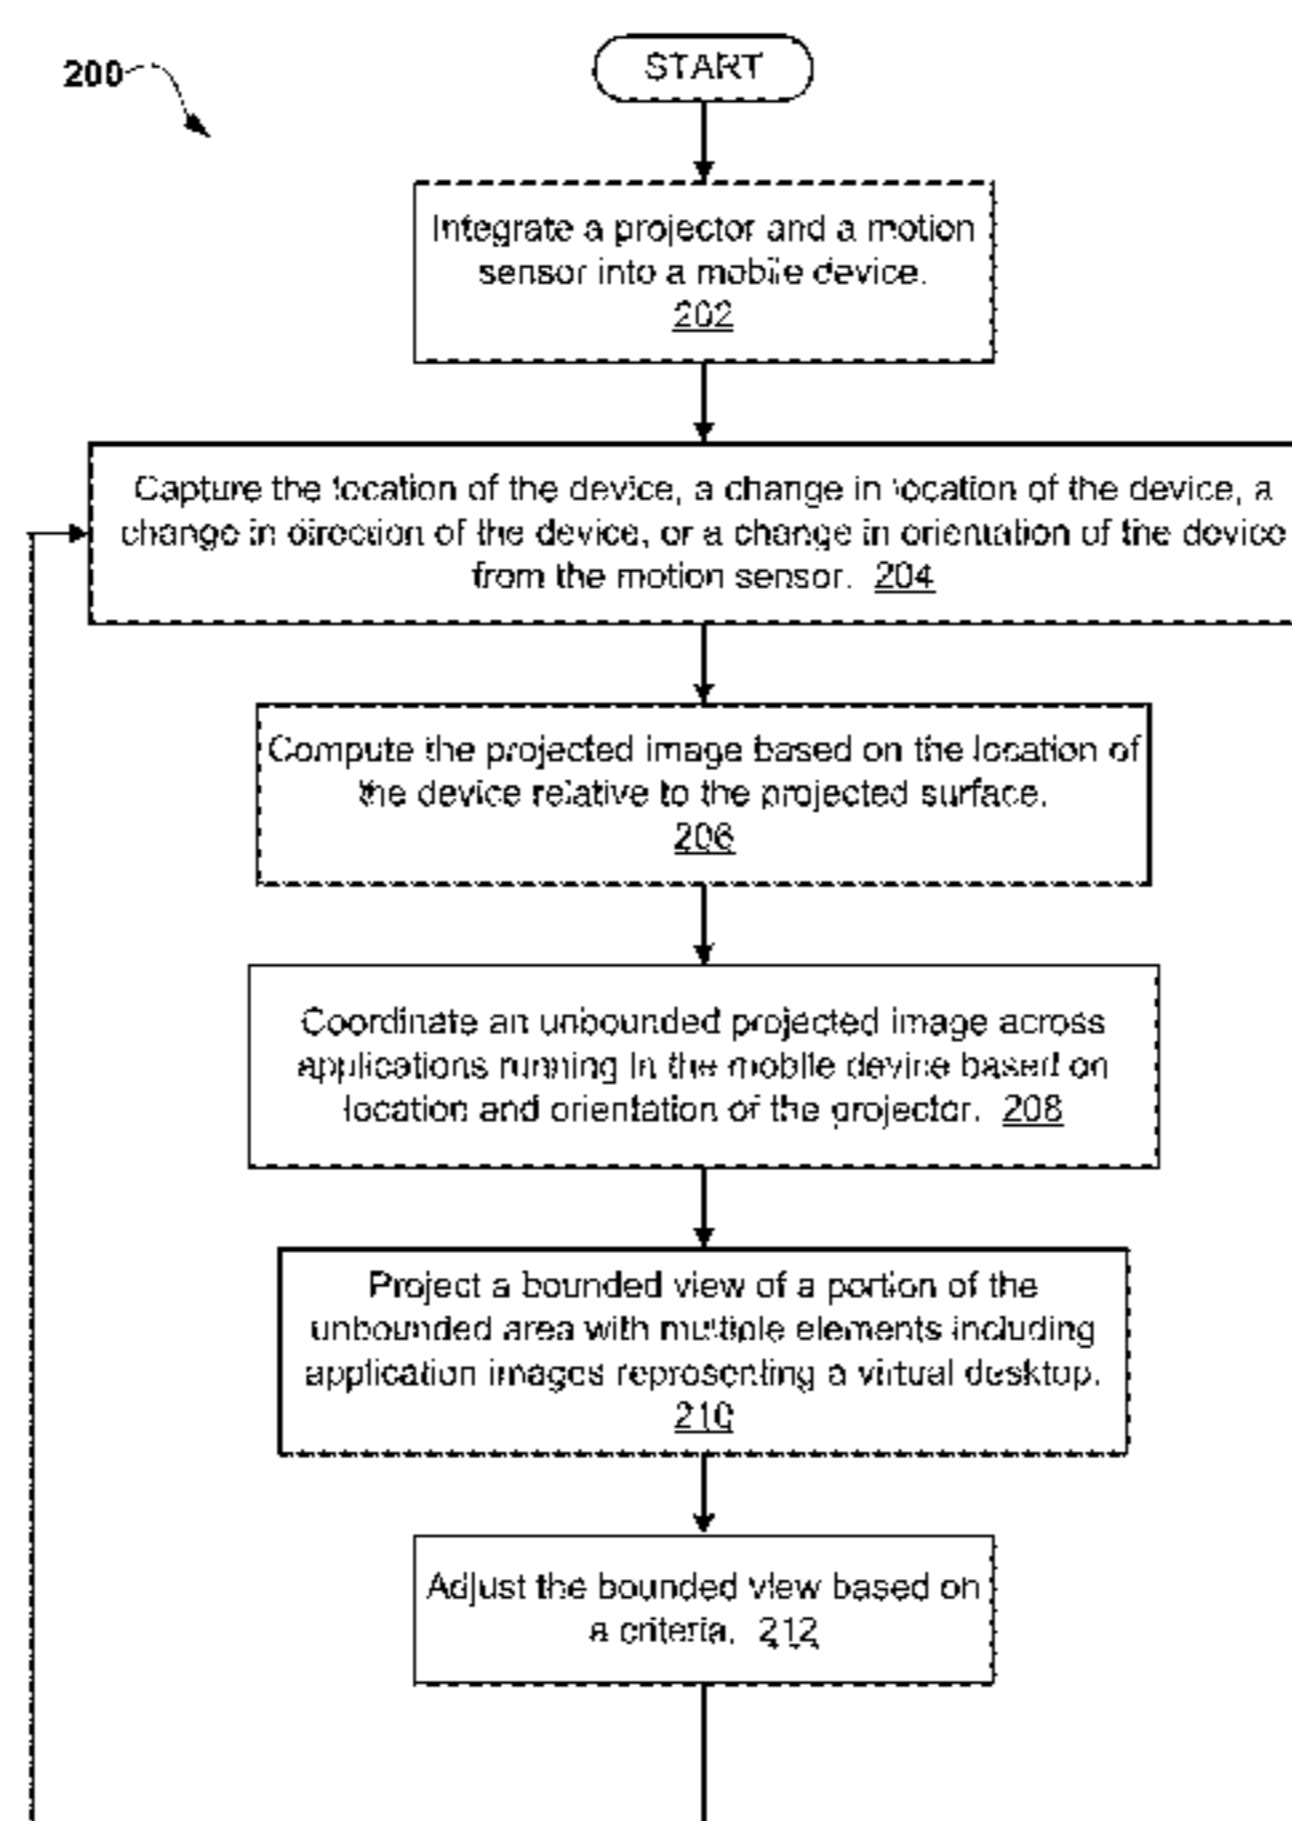 200
START
Integrate a projector and a motion
sensor into a mobile device.
202
Capture the location of the device, a change in location of the device, a
change in direction of the device, or a change in orientation of the device
from the motion sensor. 204
Compute the projected image based on the location of
the device relative to the projected surface.
206
Coordinate an unbounded projected image across
applications running in the mobile device based on
location and orientation of the projector. 208
Project a bounded view of a portion of the
unbounded area with multiple elements including
application images representing a virtual desktop.
210
Adjust the bounded view based on
a criteria. 212